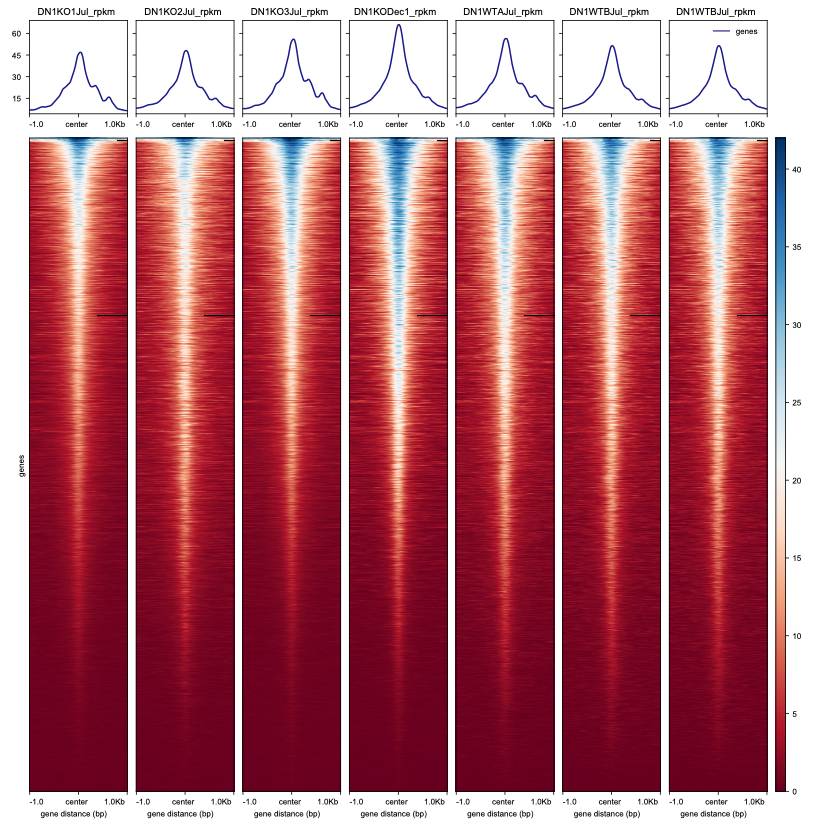 DN1KO1Jul_rpkm DN1KO2Jul_rpkm DN1KO3Jul_rpkm DN1KODec1_rpkm DN1WTAJul_rpkm DN1WTBJul_rpkm DN1WTBJul_rpkm
genes
60
45
30
15
-1.0 center 1.0Kb -1.0 center 1.0Kb -1.0 center 1.0Kb -1.0 center 1.0Kb -1.0 center 1.0Kb -1.0 center 1.0Kb -1.0 center 1.0Kb
genes
40
35
30
25
20
15
10
5
0
-1.0 center 1.0Kb -1.0 center 1.0Kb -1.0 center 1.0Kb -1.0 center 1.0Kb -1.0 center 1.0Kb -1.0 center 1.0Kb -1.0 center 1.0Kb
gene distance (bp) gene distance (bp) gene distance (bp) gene distance (bp) gene distance (bp) gene distance (bp) gene distance (bp)